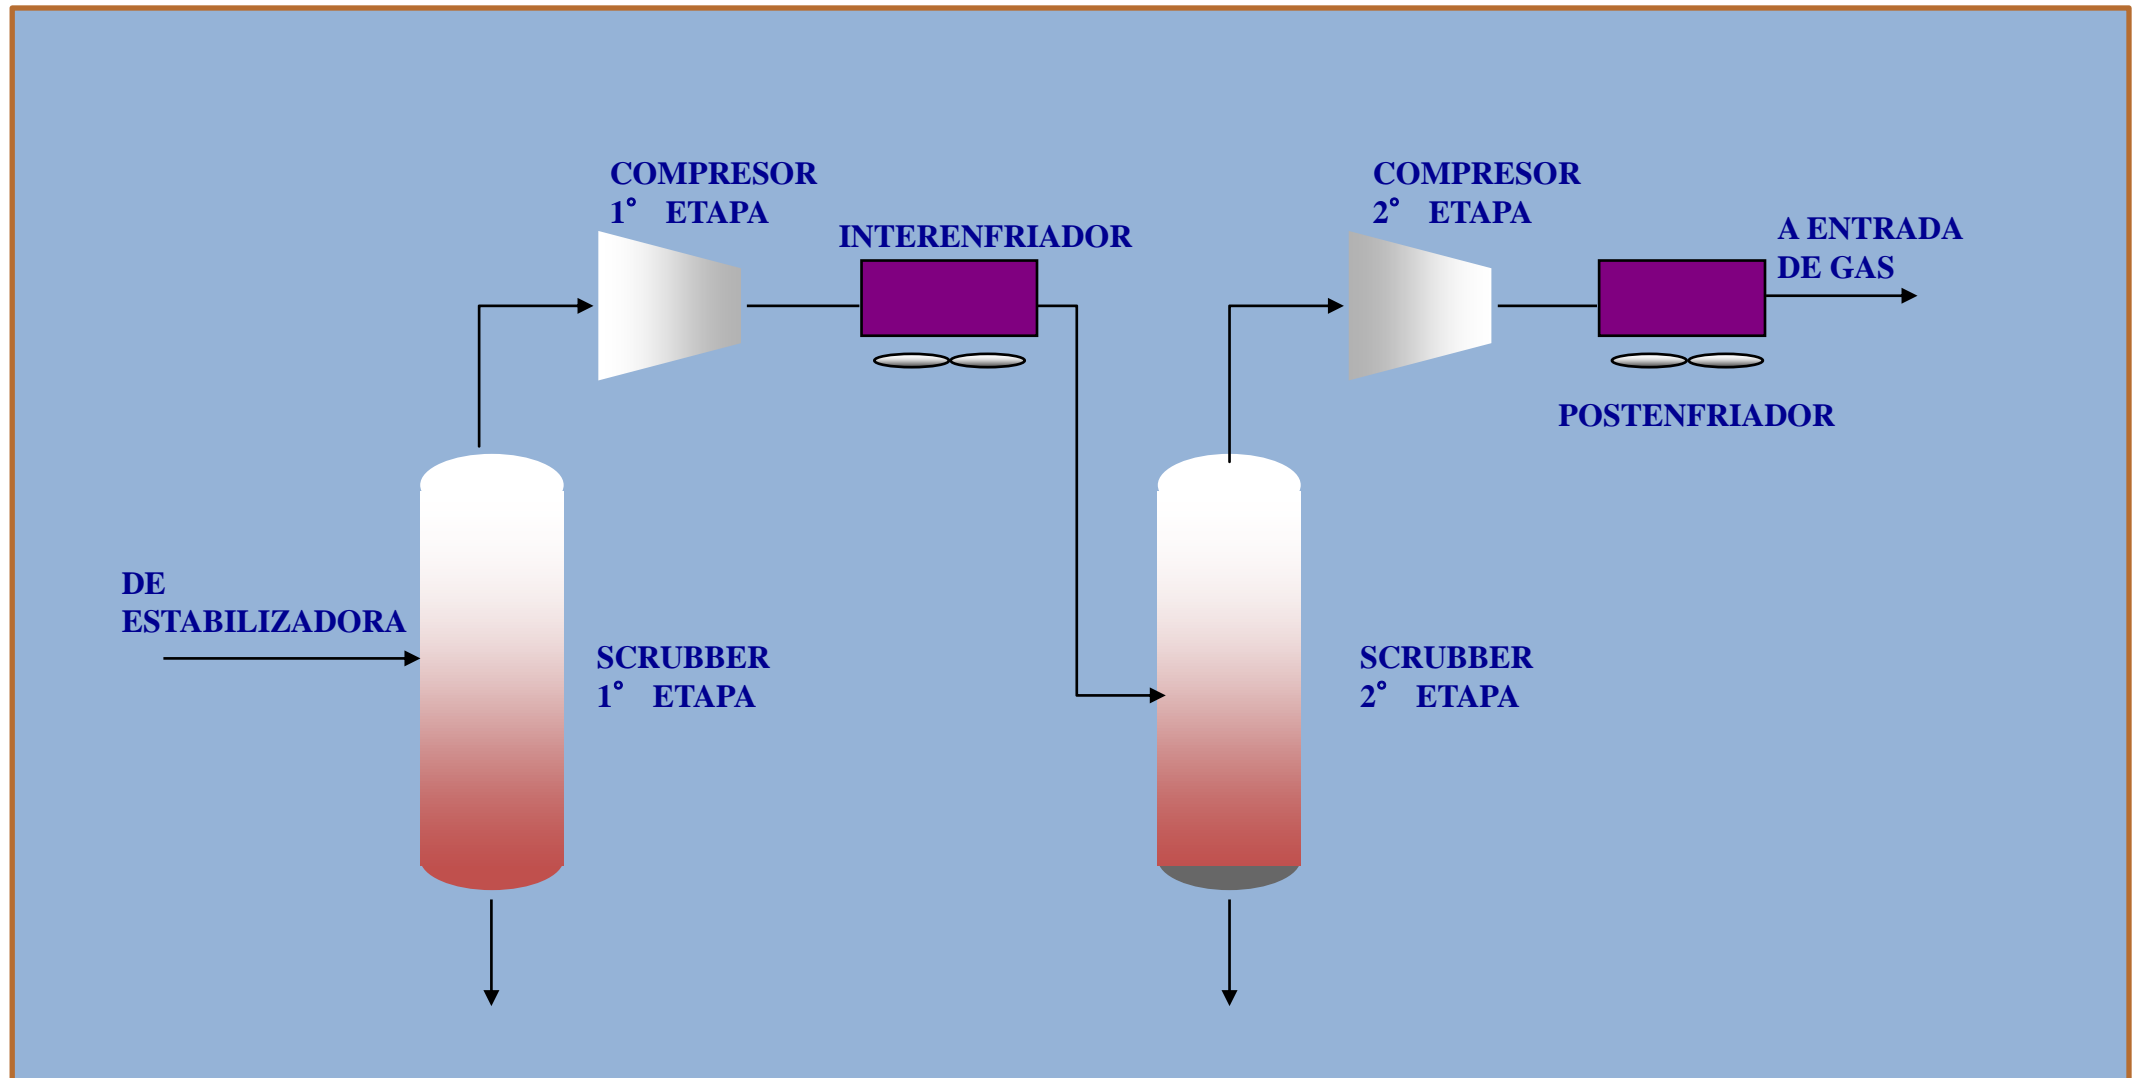 COMPRESOR
1° ETAPA
INTERENFRIADOR
COMPRESOR
2° ETAPA
A ENTRADA
DE GAS
POSTENFRIADOR
DE
ESTABILIZADORA
SCRUBBER
1° ETAPA
SCRUBBER
2° ETAPA